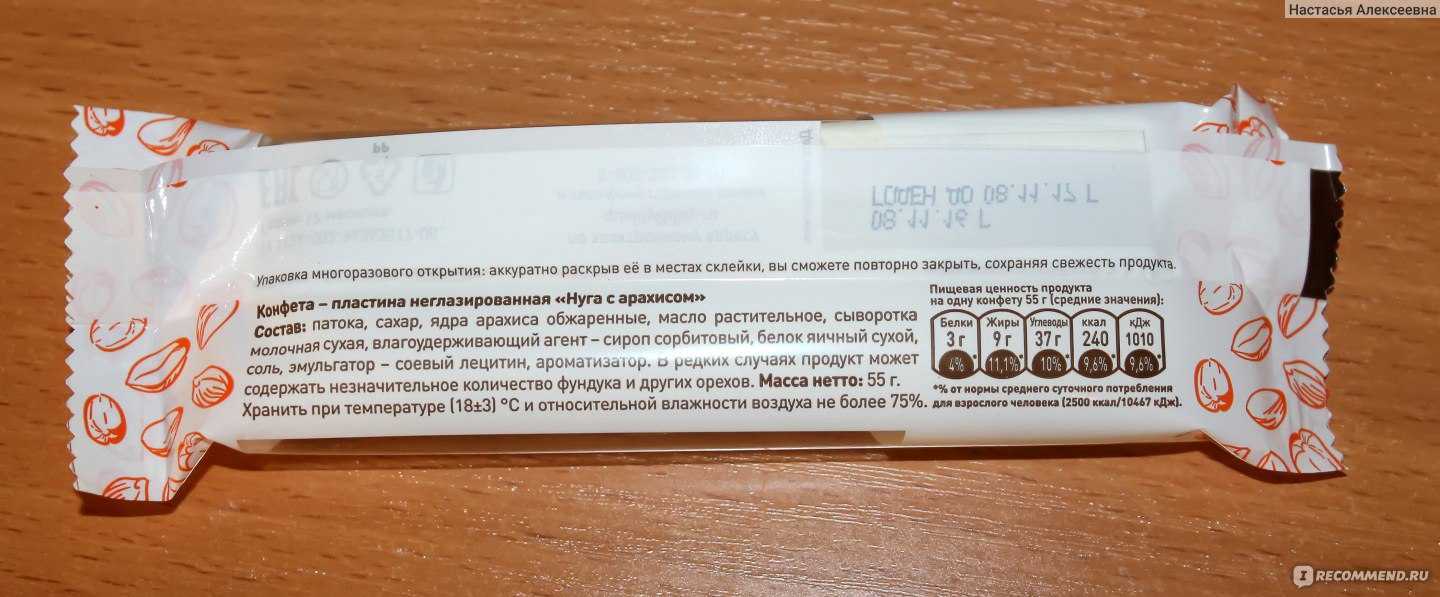 Настасья Алексеевна
ГОДЕН ДО 08.11.17 Г
08.11.16 Г
Упаковка многоразового открытия: аккуратно раскрыв её в местах склейки, вы сможете повторно закрыть, сохраняя свежесть продукта.
Конфета – пластина неглазированная «Нуга с арахисом»
Состав: патока, сахар, ядра арахиса обжаренные, масло растительное, сыворотка
молочная сухая, влагоудерживающий агент – сироп сорбитовый, белок яичный сухой,
соль, эмульгатор – соевый лецитин, ароматизатор. В редких случаях продукт может
содержать незначительное количество фундука и других орехов. Масса нетто: 55 г.
Хранить при температуре (18±3) °С и относительной влажности воздуха не более 75%.
Пищевая ценность продукта
на одну конфету 55 г (средние значения):
Белки Жиры Углеводы ккал кДж
3 г 9 г 37 г 240 1010
4%* 11,1%* 10%* 9,6%* 9,6%*
*% от нормы среднего суточного потребления
для взрослого человека (2500 ккал/10467 кДж).
IRECOMMEND.RU